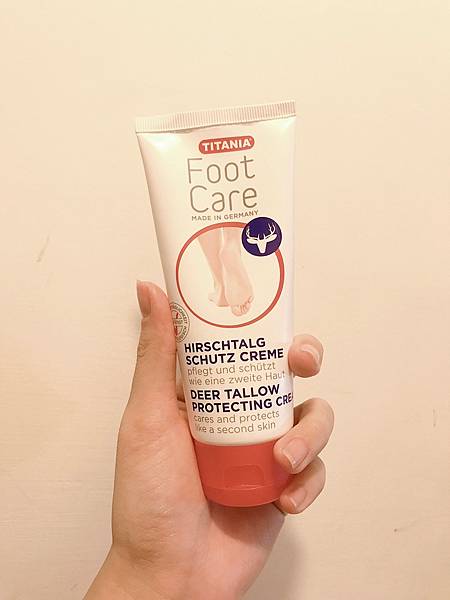 TITANIA®
Foot
Care
MADE IN GERMANY
HIRSCHTALG
SCHUTZ CREME
pflegt und schützt
wie eine zweite Haut
DEER TALLOW
PROTECTING CREA
cares and protects
like a second skin